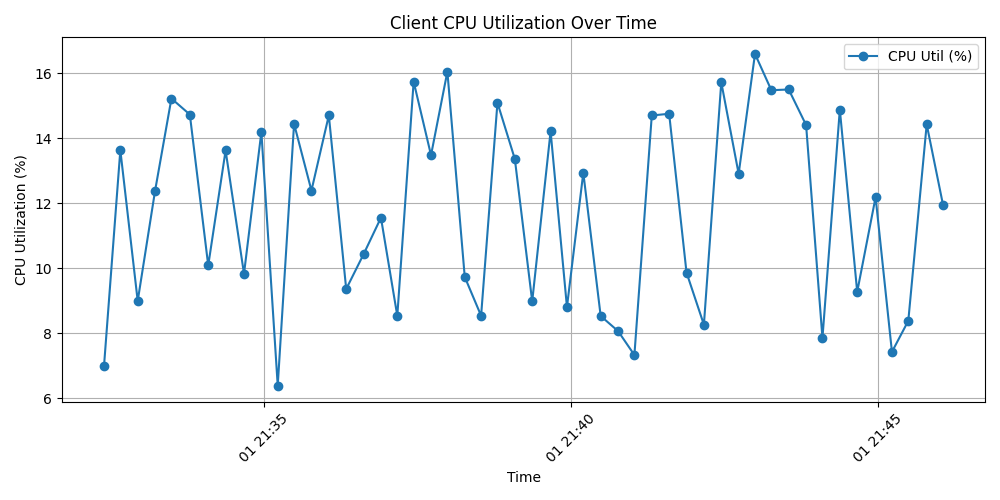 Client CPU Utilization Over Time
CPU Util (%)
CPU Utilization (%)
16
14
12
10
8
6
01 21:35
01 21:40
01 21:45
Time